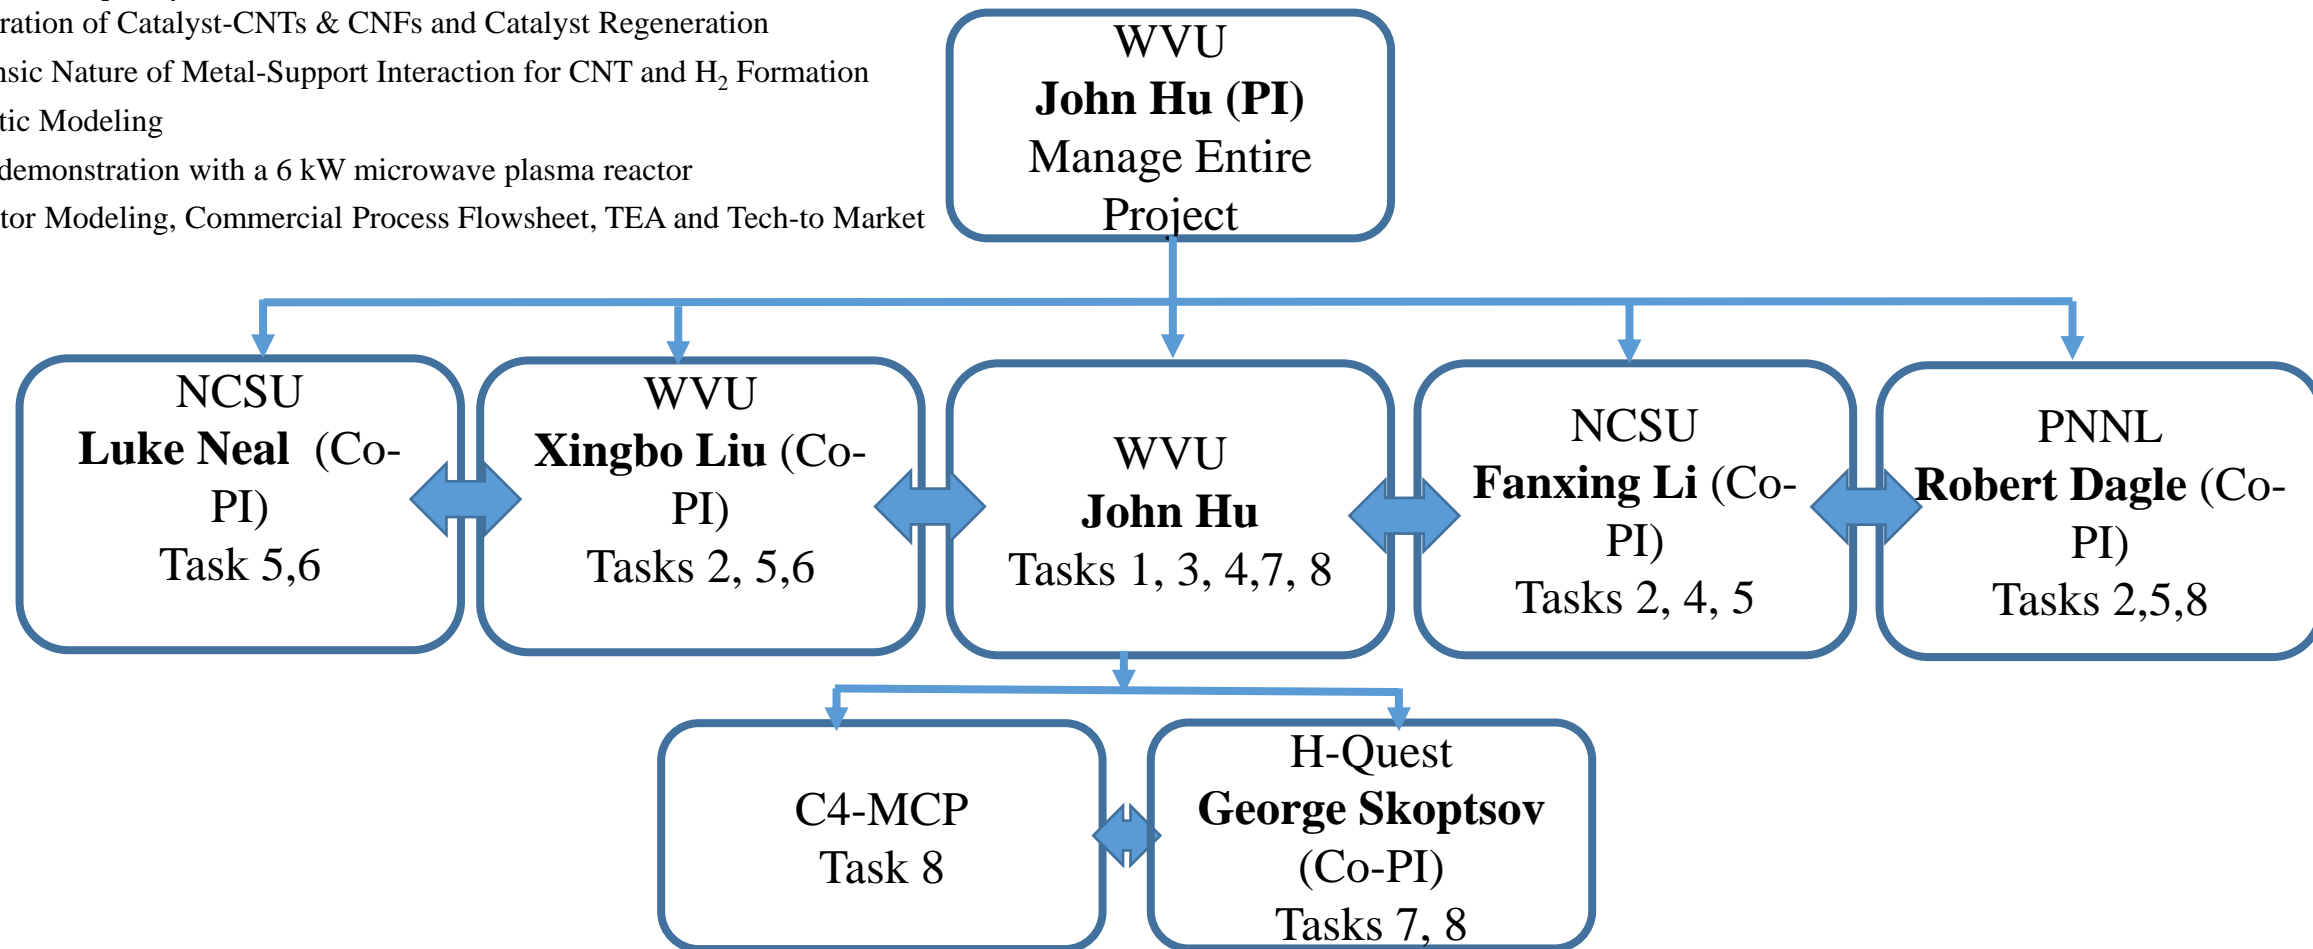 ration of Catalyst-CNTs & CNFs and Catalyst Regeneration
nsic Nature of Metal-Support Interaction for CNT and H₂ Formation
tic Modeling
demonstration with a 6 kW microwave plasma reactor
tor Modeling, Commercial Process Flowsheet, TEA and Tech-to Market
WVU
John Hu (PI)
Manage Entire
Project
NCSU
Luke Neal (Co-
PI)
Task 5,6
WVU
Xingbo Liu (Co-
PI)
Tasks 2, 5,6
WVU
John Hu
Tasks 1, 3, 4,7, 8
NCSU
Fanxing Li (Co-
PI)
Tasks 2, 4, 5
PNNL
Robert Dagle (Co-
PI)
Tasks 2,5,8
C4-MCP
Task 8
H-Quest
George Skoptsov
(Co-PI)
Tasks 7, 8